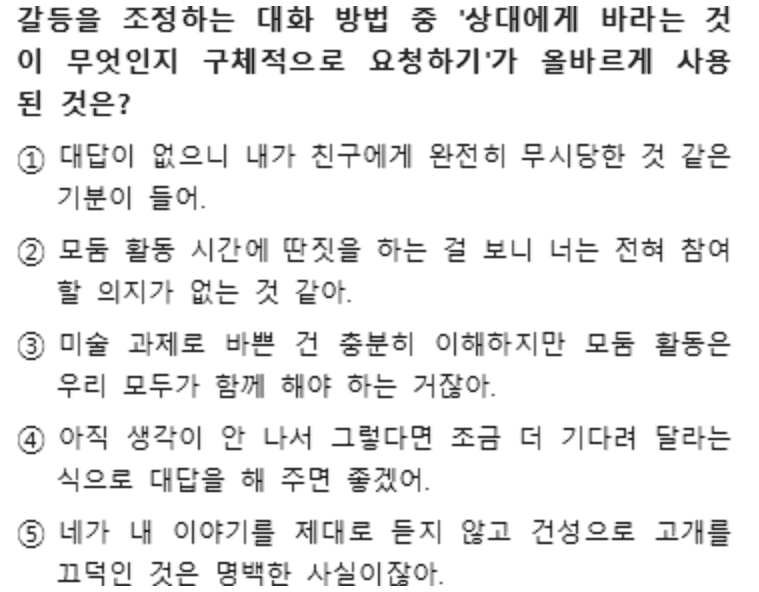 갈등을 조정하는 대화 방법 중 '상대에게 바라는 것
이 무엇인지 구체적으로 요청하기'가 올바르게 사용
된 것은?
① 대답이 없으니 내가 친구에게 완전히 무시당한 것 같은
기분이 들어.
② 모둠 활동 시간에 딴짓을 하는 걸 보니 너는 전혀 참여
할 의지가 없는 것 같아.
③ 미술 과제로 바쁜 건 충분히 이해하지만 모둠 활동은
우리 모두가 함께 해야 하는 거잖아.
④ 아직 생각이 안 나서 그렇다면 조금 더 기다려 달라는
식으로 대답을 해 주면 좋겠어.
⑤ 네가 내 이야기를 제대로 듣지 않고 건성으로 고개를
끄덕인 것은 명백한 사실이잖아.